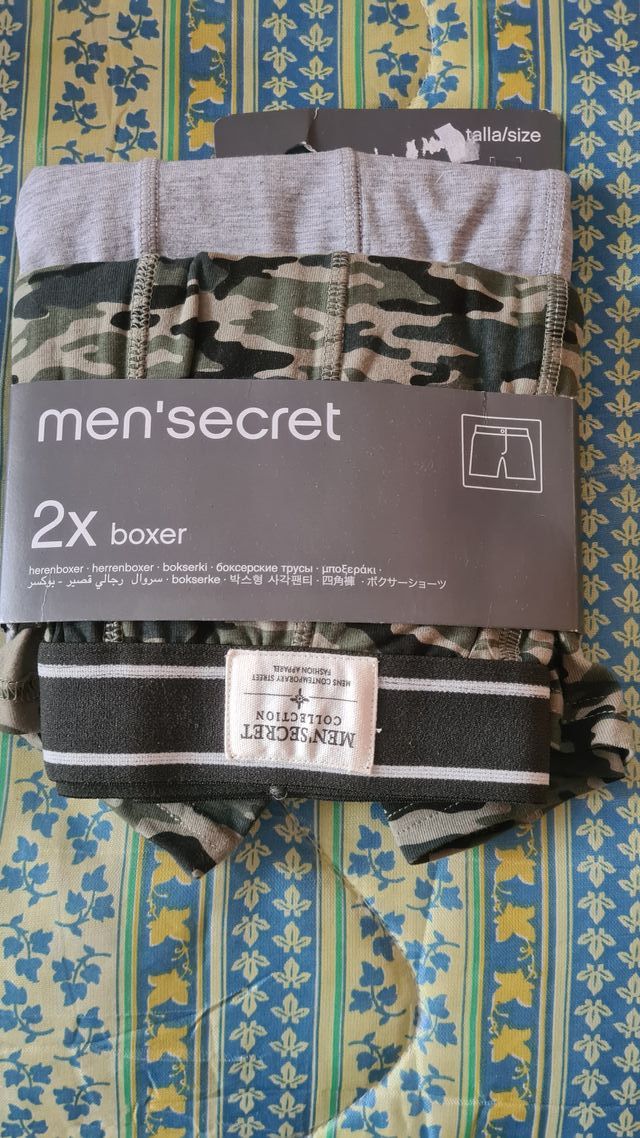 talla/size
men'secret
2x boxer
herenboxer · herrenboxer · bokserki · боксерские трусы · μποξεράκι ·
سروال رجالي قصير - بوكسر · bokserke · 박스형 사각팬티 · 四角褲 · ボクサーショーツ
MEN'SECRET
COLLECTION
MENS CONTEMPORARY STREET
FASHION APPAREL